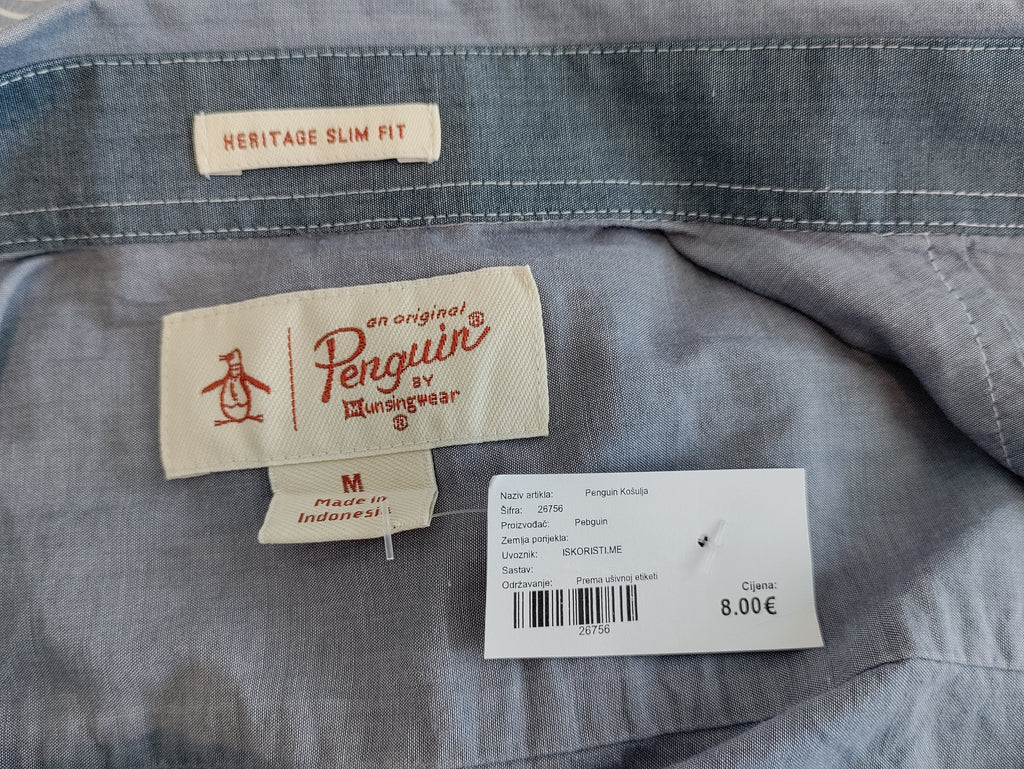 HERITAGE SLIM FIT
an original
Penguin®
BY
Munsingwear
®
M
Made in
Indonesi
Naziv artikla: Penguin Košulja
Šifra: 26756
Proizvođač: Pebguin
Zemlja porijekla:
Uvoznik: ISKORISTI.ME
Sastav:
Održavanje: Prema ušivnoj etiketi
26756
Cijena:
8.00€